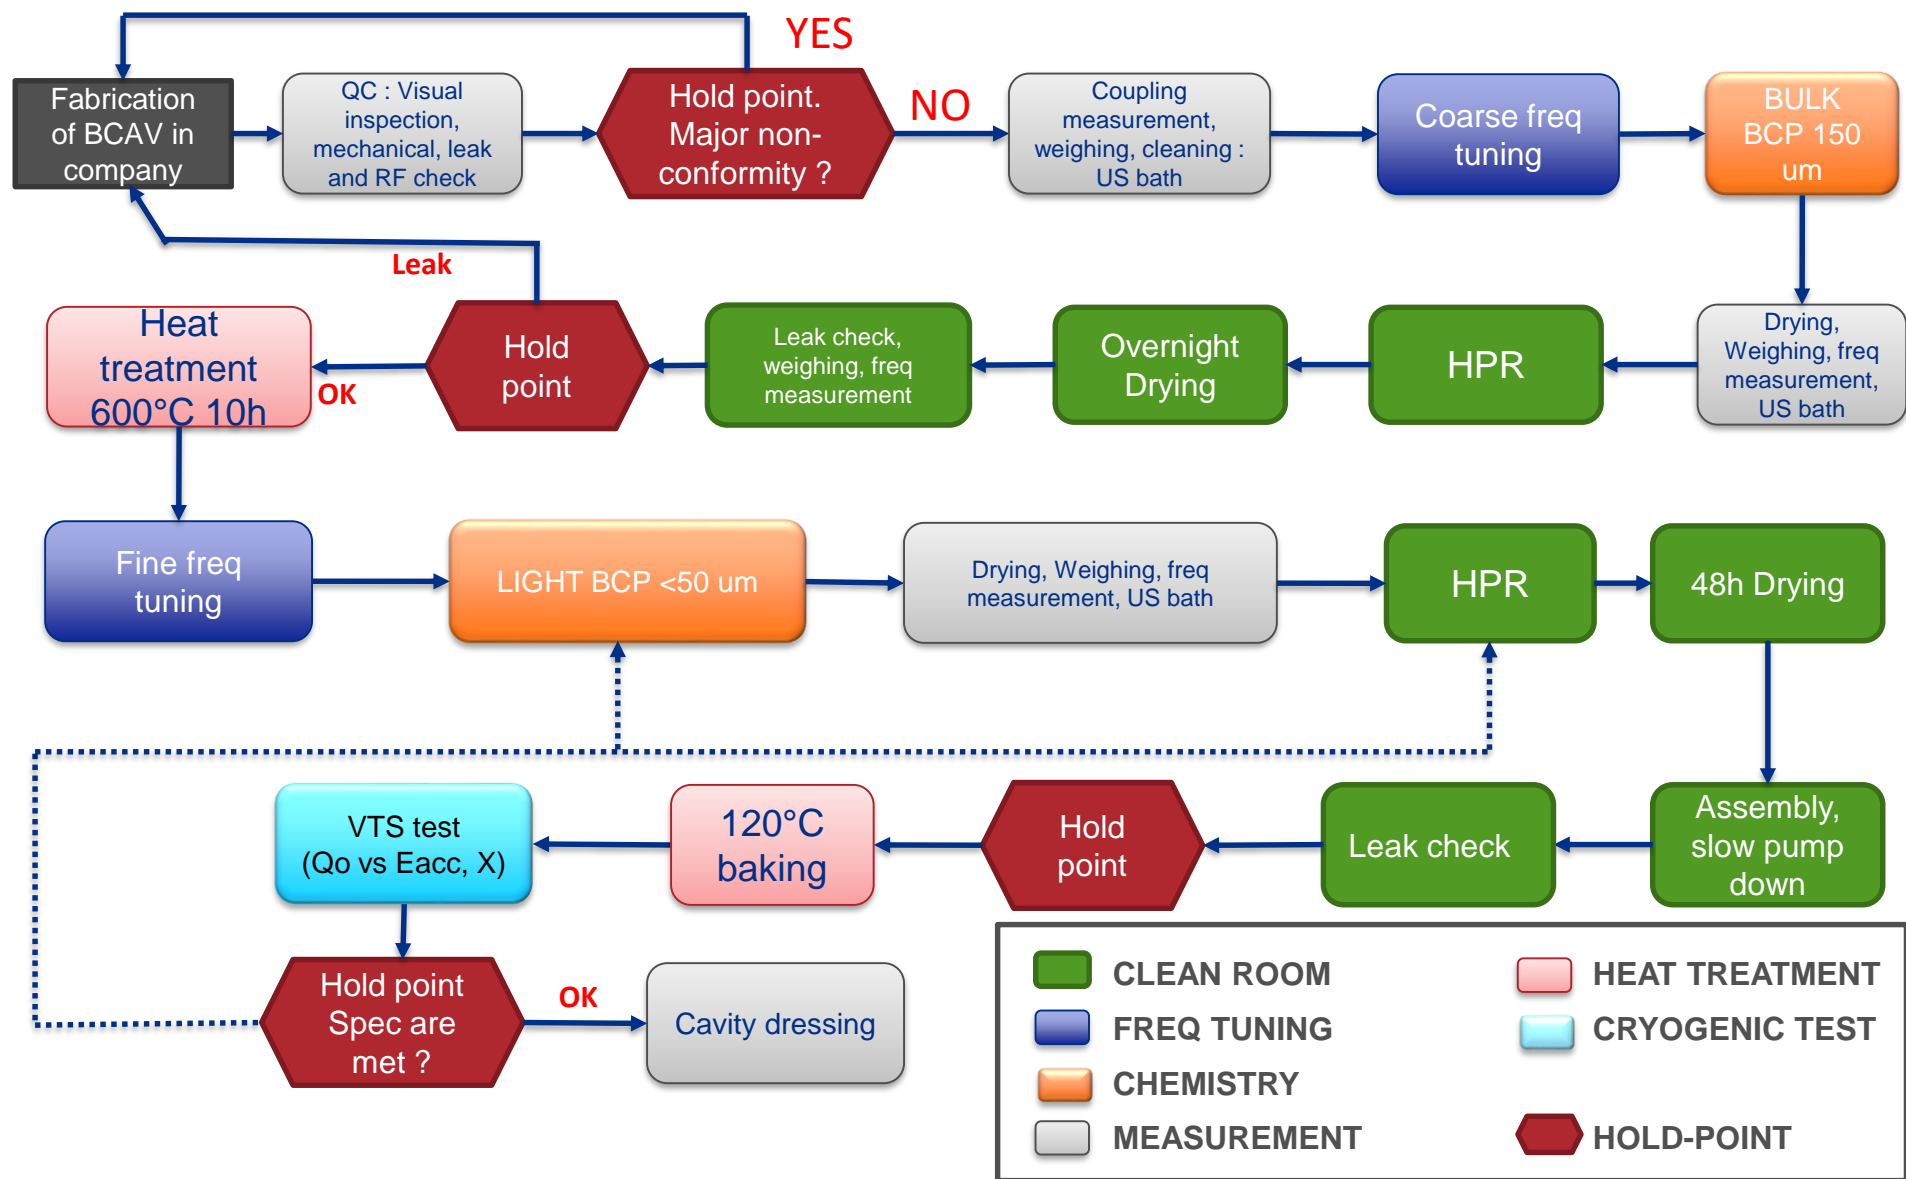 YES
Fabrication
of BCAV in
company
QC : Visual
inspection,
mechanical, leak
and RF check
Hold point.
Major non-
conformity ?
NO
Coupling
measurement,
weighing, cleaning :
US bath
Coarse freq
tuning
BULK
BCP 150
um
Leak
Heat
treatment
600°C 10h
OK
Hold
point
Leak check,
weighing, freq
measurement
Overnight
Drying
HPR
Drying,
Weighing, freq
measurement,
US bath
Fine freq
tuning
LIGHT BCP <50 um
Drying, Weighing, freq
measurement, US bath
HPR
48h Drying
VTS test
(Qo vs Eacc, X)
120°C
baking
Hold
point
Leak check
Assembly,
slow pump
down
Hold point
Spec are
met ?
OK
Cavity dressing
CLEAN ROOM
FREQ TUNING
CHEMISTRY
MEASUREMENT
HEAT TREATMENT
CRYOGENIC TEST
HOLD-POINT